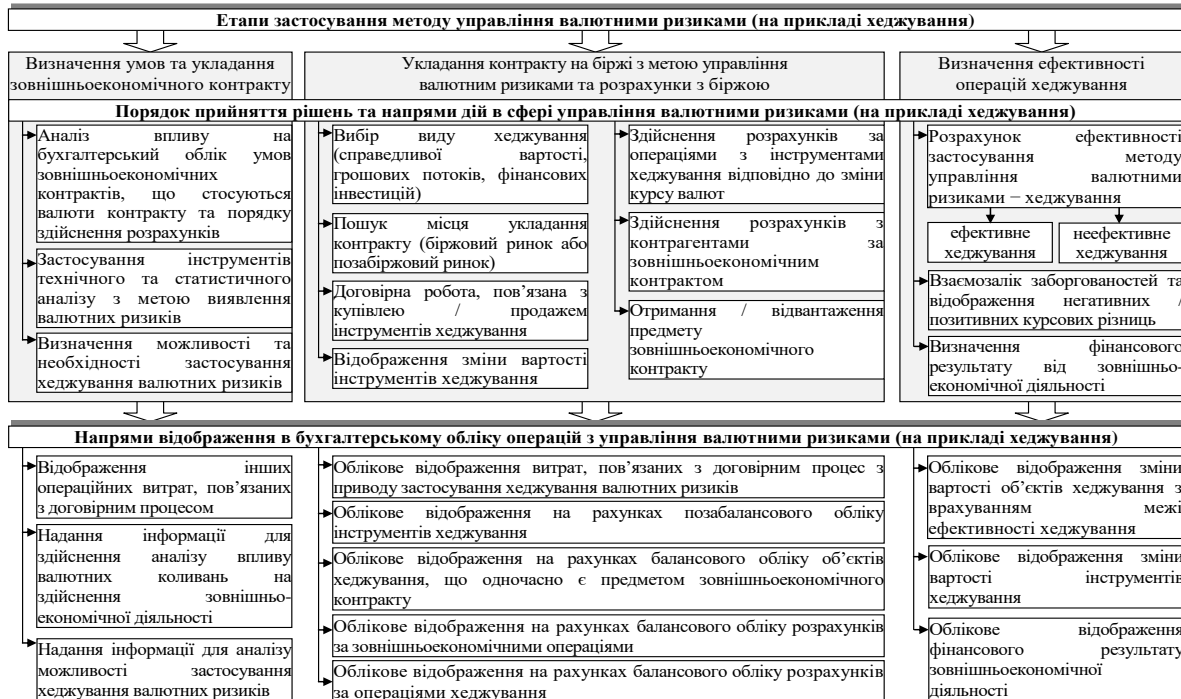 Етапи застосування методу управління валютними ризиками (на прикладі хеджування)
Визначення умов та укладання
зовнішньоекономічного контракту
Укладання контракту на біржі з метою управління
валютним ризиками та розрахунки з біржою
Визначення ефективності
операцій хеджування
Порядок прийняття рішень та напрями дій в сфері управління валютними ризиками (на прикладі хеджування)
Аналіз впливу на
бухгалтерський облік умов
зовнішньоекономічних
контрактів, що стосуються
валюти контракту та порядку
здійснення розрахунків
Застосування інструментів
технічного та статистичного
аналізу з метою виявлення
валютних ризиків
Визначення можливості та
необхідності застосування
хеджування валютних ризиків
Вибір виду хеджування
(справедливої вартості,
грошових потоків, фінансових
інвестицій)
Пошук місця укладання
контракту (біржовий ринок або
позабіржовий ринок)
Договірна робота, пов’язана з
купівлею / продажем
інструментів хеджування
Відображення зміни вартості
інструментів хеджування
Здійснення розрахунків за
операціями з інструментами
хеджування відповідно до зміни
курсу валют
Здійснення розрахунків з
контрагентами за
зовнішньоекономічним
контрактом
Отримання / відвантаження
предмету
зовнішньоекономічного
контракту
Розрахунок ефективності
застосування методу
управління валютними
ризиками − хеджування
ефективне
хеджування
неефективне
хеджування
Взаємозалік заборгованостей та
відображення негативних /
позитивних курсових різниць
Визначення фінансового
результату від зовнішньо-
економічної діяльності
Напрями відображення в бухгалтерському обліку операцій з управління валютними ризиками (на прикладі хеджування)
Відображення інших
операційних витрат, пов’язаних
з договірним процесом
Надання інформації для
здійснення аналізу впливу
валютних коливань на
здійснення зовнішньо-
економічної діяльності
Надання інформації для аналізу
можливості застосування
хеджування валютних ризиків
Облікове відображення витрат, пов’язаних з договірним процес з
приводу застосування хеджування валютних ризиків
Облікове відображення на рахунках позабалансового обліку
інструментів хеджування
Облікове відображення на рахунках балансового обліку об’єктів
хеджування, що одночасно є предметом зовнішньоекономічного
контракту
Облікове відображення на рахунках балансового обліку розрахунків
за зовнішньоекономічними операціями
Облікове відображення на рахунках балансового обліку розрахунків
за операціями хеджування
Облікове відображення зміни
вартості об’єктів хеджування з
врахуванням межі
ефективності хеджування
Облікове відображення зміни
вартості інструментів
хеджування
Облікове відображення
фінансового результату
зовнішньоекономічної
діяльності